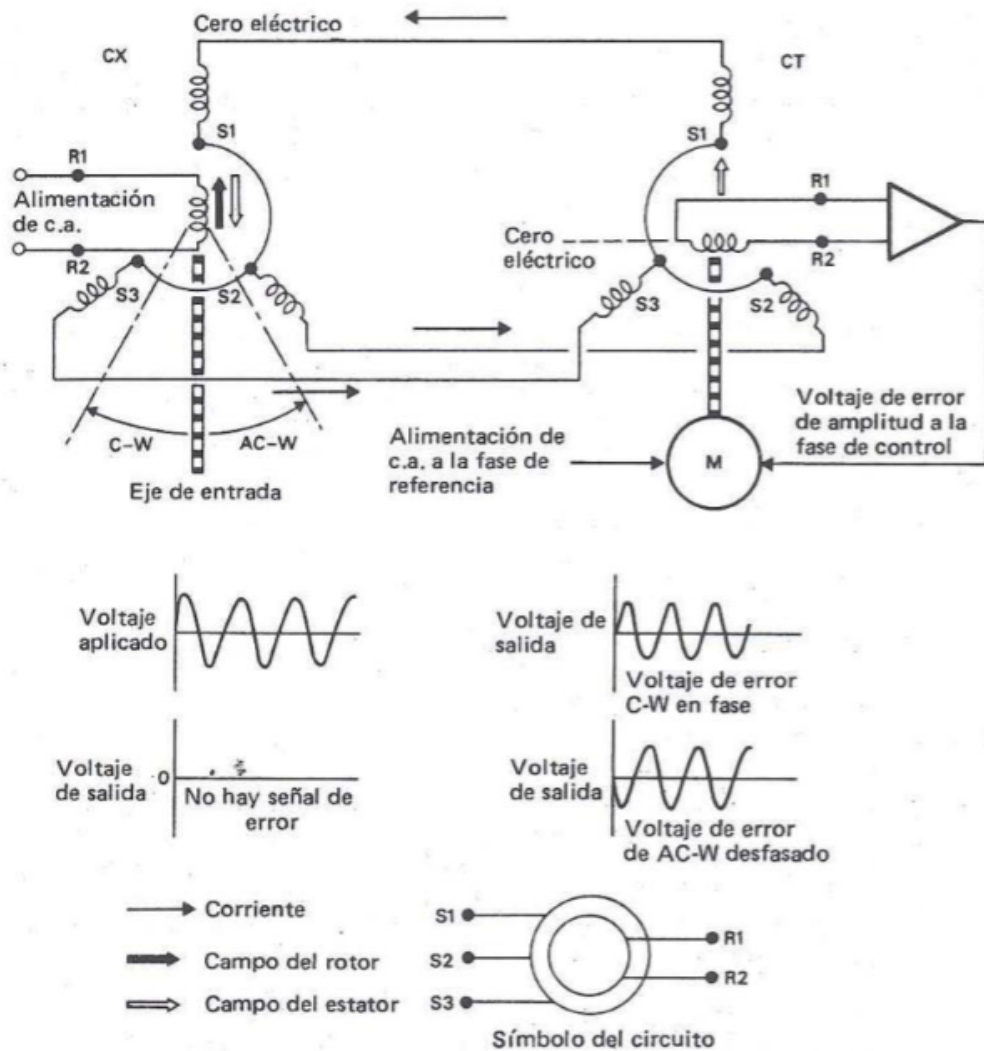 Cero eléctrico
CX
CT
S1
S1
R1
Alimentación
de c.a.
R2
S3
S2
R1
Cero
eléctrico
R2
S3
S2
C-W
AC-W
Eje de entrada
Alimentación de
c.a. a la fase de
referencia
M
Voltaje de error
de amplitud a la
fase de control
Voltaje
aplicado
Voltaje de
salida
Voltaje de error
C-W en fase
Voltaje
de salida
0
No hay señal de
error
Voltaje
de salida
Voltaje de error
de AC-W desfasado
Corriente
Campo del rotor
Campo del estator
S1
S2
S3
R1
R2
Símbolo del circuito